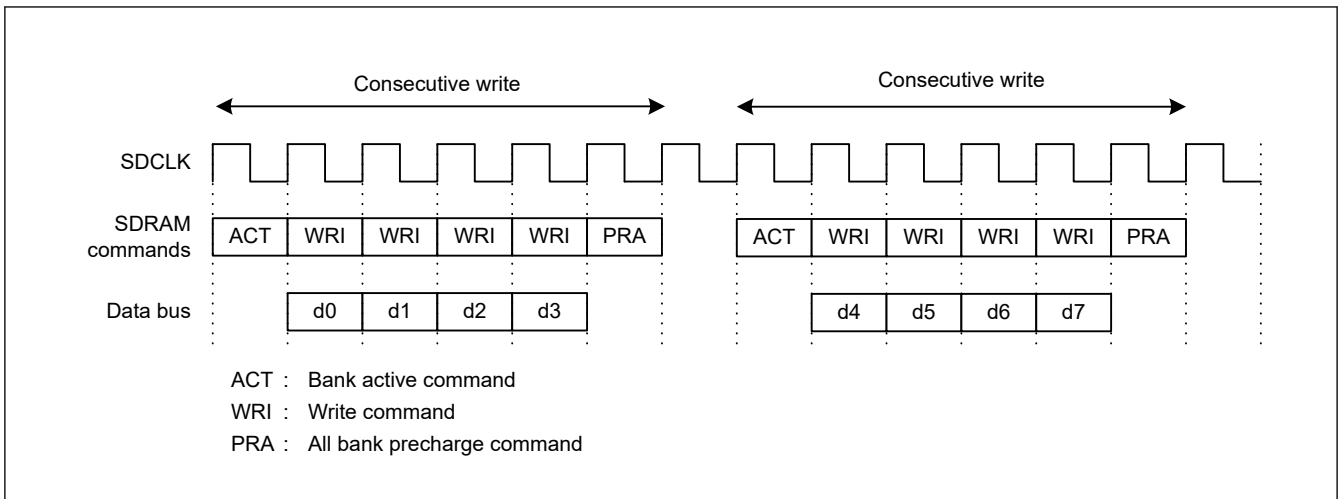 Consecutive write Consecutive write
SDCLK
SDRAM
commands
ACT WRI WRI WRI WRI PRA ACT WRI WRI WRI WRI PRA
Data bus d0 d1 d2 d3 d4 d5 d6 d7
ACT : Bank active command
WRI : Write command
PRA : All bank precharge command